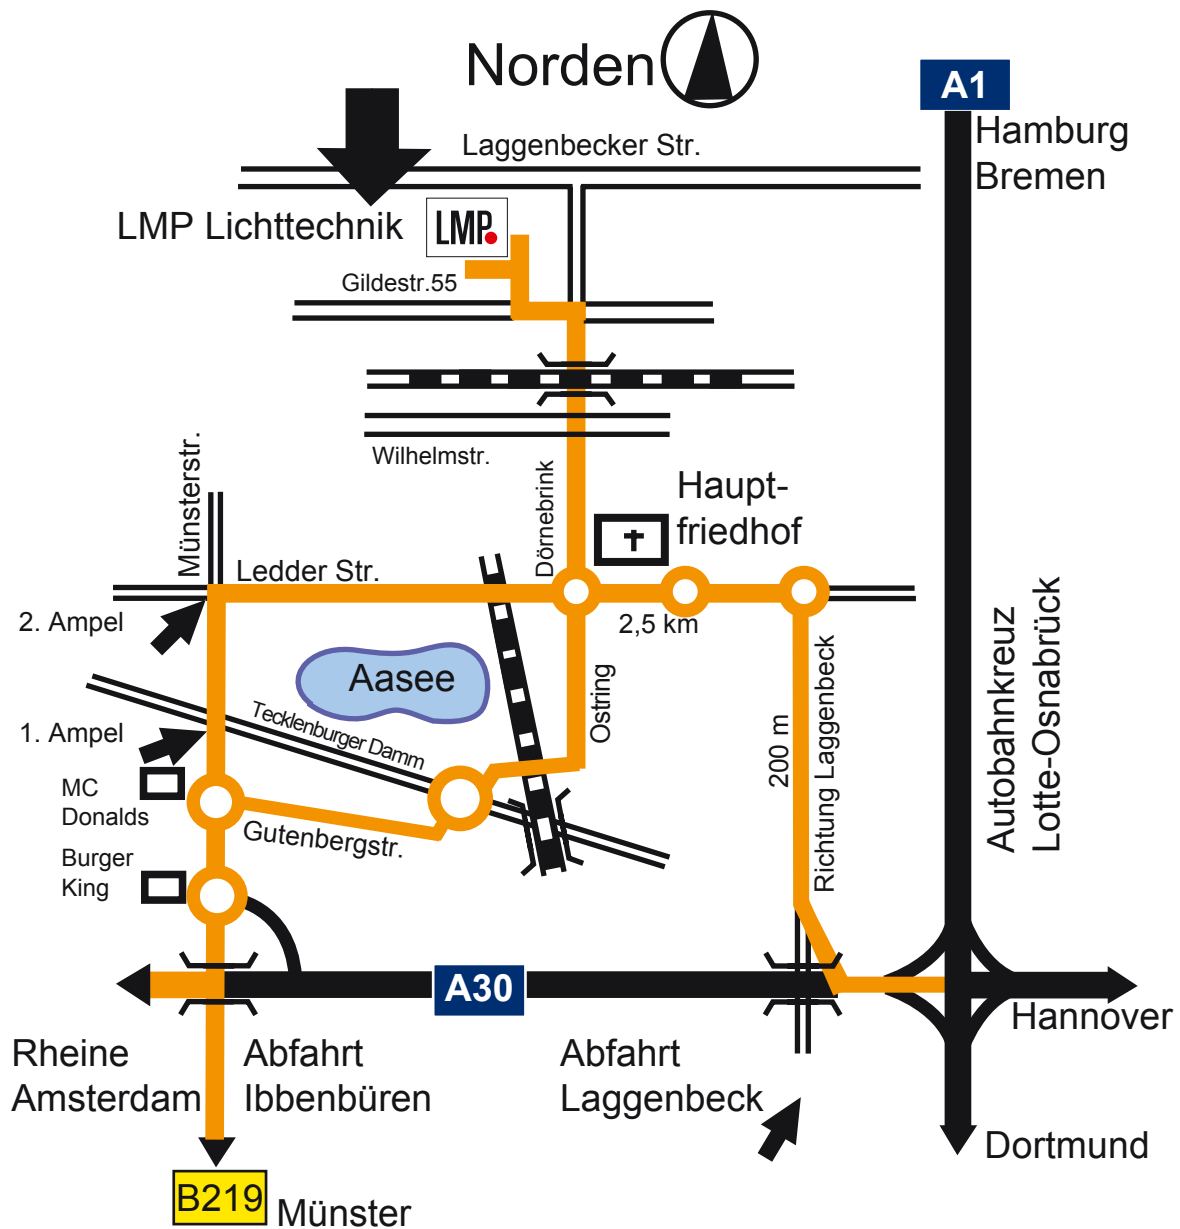 Norden
A1
Hamburg
Bremen
Laggenbecker Str.
LMP Lichttechnik
LMP.
Gildestr.55
Wilhelmstr.
Münsterstr.
Dörnebrink
Haupt-
friedhof
Ledder Str.
2. Ampel
2,5 km
Aasee
Tecklenburger Damm
Ostring
200 m
Richtung Laggenbeck
Autobahnkreuz
Lotte-Osnabrück
1. Ampel
MC
Donalds
Gutenbergstr.
Burger
King
A30
Hannover
Rheine
Amsterdam
Abfahrt
Ibbenbüren
Abfahrt
Laggenbeck
Dortmund
B219
Münster